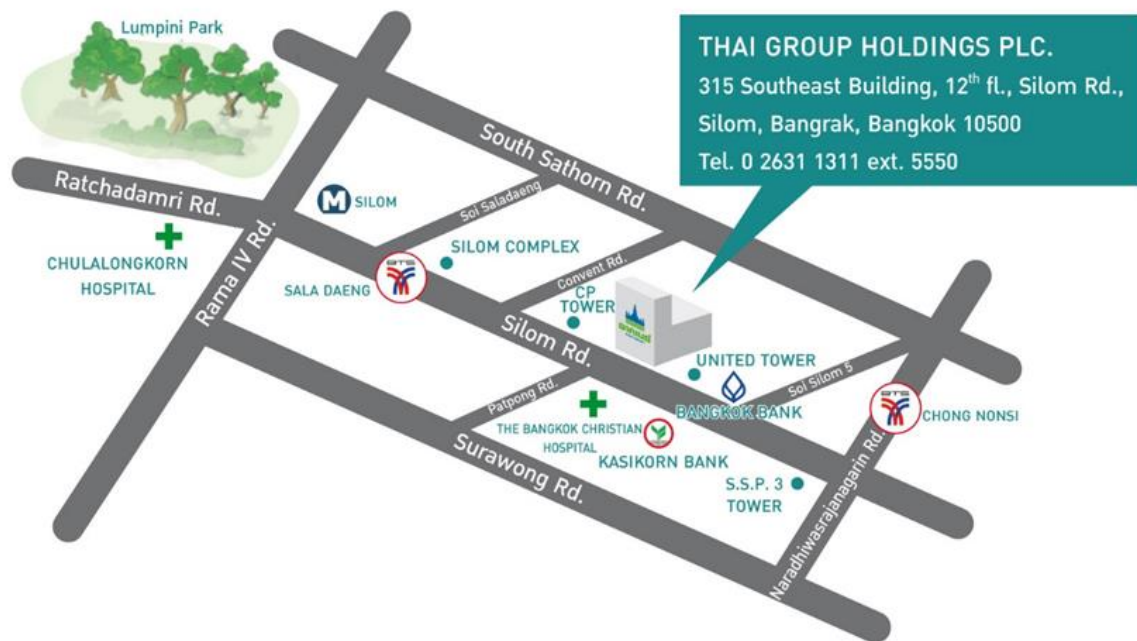 Lumpini Park
THAI GROUP HOLDINGS PLC.
315 Southeast Building, 12th fl., Silom Rd.,
Silom, Bangrak, Bangkok 10500
Tel. 0 2631 1311 ext. 5550
South Sathorn Rd.
Ratchadamri Rd.
M SILOM
Soi Saladaeng
CHULALONGKORN
HOSPITAL
Rama IV Rd.
BTS
SALA DAENG
SILOM COMPLEX
Convent Rd.
CP
TOWER
Silom Rd.
UNITED TOWER
BANGKOK BANK
Soi Silom 5
BTS
CHONG NONSI
Patpong Rd.
THE BANGKOK CHRISTIAN
HOSPITAL
KASIKORN BANK
Surawong Rd.
S.S.P. 3
TOWER
Naradhiwasrajanagarin Rd.